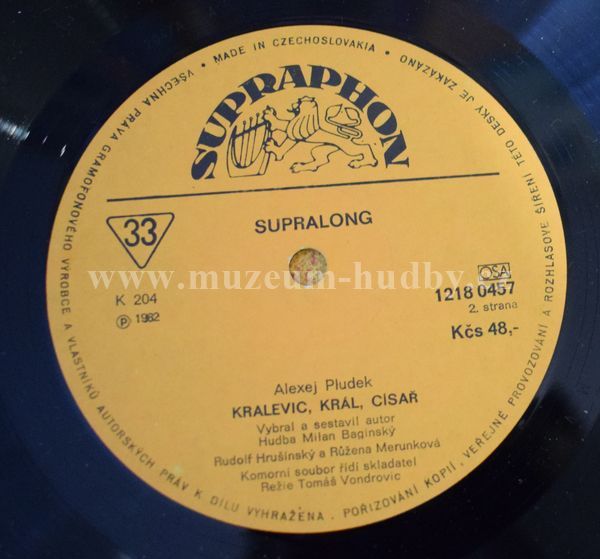 SUPRAPHON
SUPRALONG
33
K 204
℗ 1982
OSA
1218 0457
2. strana
Kčs 48,-
Alexej Pludek
KRALEVIC, KRÁL, CÍSAŘ
Vybral a sestavil autor
Hudba Milan Baginský
Rudolf Hrušínský a Růžena Merunková
Komorní soubor řídí skladatel
Režie Tomáš Vondrovic
• MADE IN CZECHOSLOVAKIA •
VŠECHNA PRÁVA GRAMOFONOVÉHO VÝROBCE A VLASTNÍKŮ AUTORSKÝCH PRÁV K DÍLU VYHRAŽENA. POŘIZOVÁNÍ KOPIÍ, VEŘEJNÉ PROVOZOVÁNÍ A ROZHLASOVÉ ŠÍŘENÍ TÉTO DESKY JE ZAKÁZÁNO
www.muzeum-hudby.